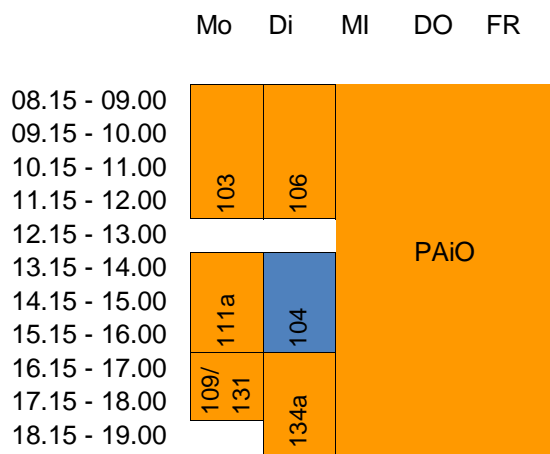 Mo Di MI DO FR
08.15 - 09.00
09.15 - 10.00
10.15 - 11.00
11.15 - 12.00
103 106
12.15 - 13.00
PAiO
13.15 - 14.00
14.15 - 15.00
15.15 - 16.00
111a 104
16.15 - 17.00
17.15 - 18.00
109/
131
18.15 - 19.00
134a